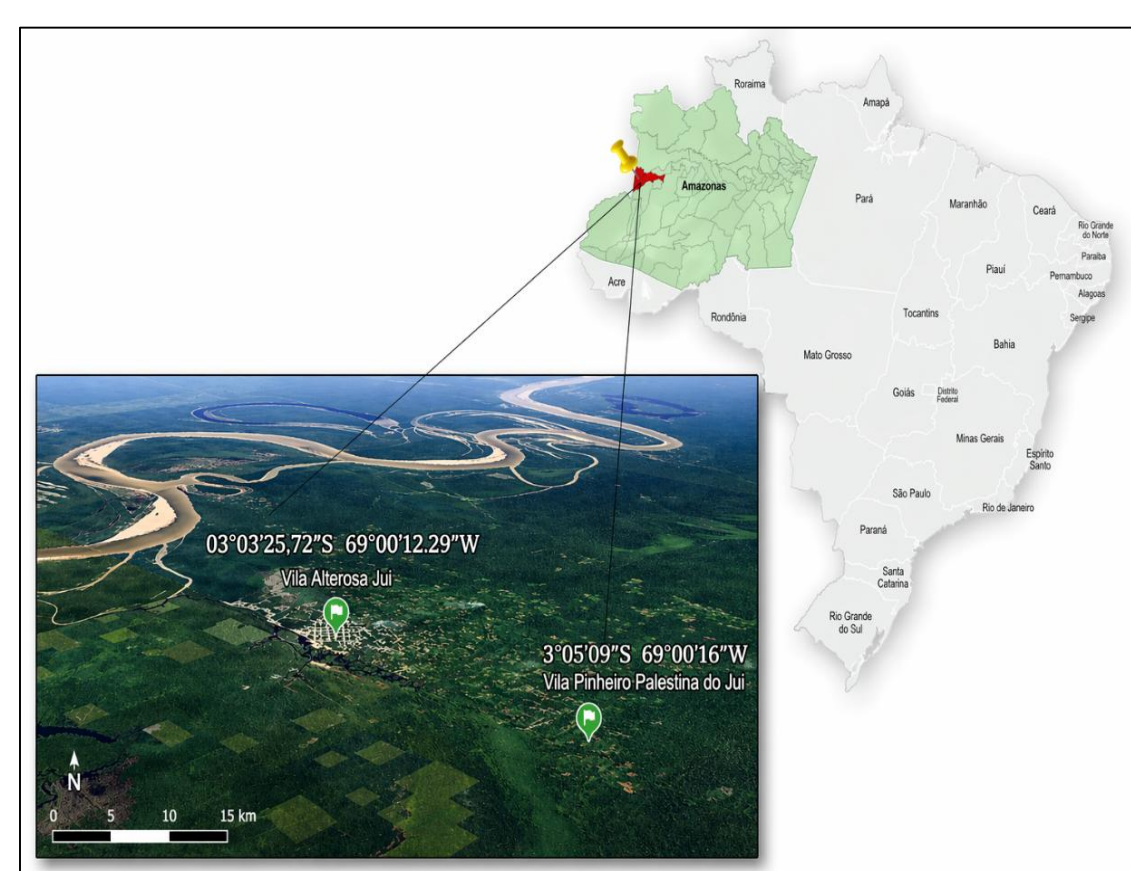 Roraima
Amapá
Amazonas
Pará
Maranhão
Ceará
Rio Grande
do Norte
Paraíba
Piauí
Pernambuco
Acre
Alagoas
Tocantins
Sergipe
Rondônia
Bahia
Mato Grosso
Goiás
Distrito
Federal
Minas Gerais
Espírito
Santo
São Paulo
Rio de Janeiro
Paraná
Santa
Catarina
Rio Grande
do Sul
03°03'25,72"S 69°00'12.29"W
Vila Alterosa Jui
3°05'09"S 69°00'16"W
Vila Pinheiro Palestina do Jui
N
0 5 10 15 km